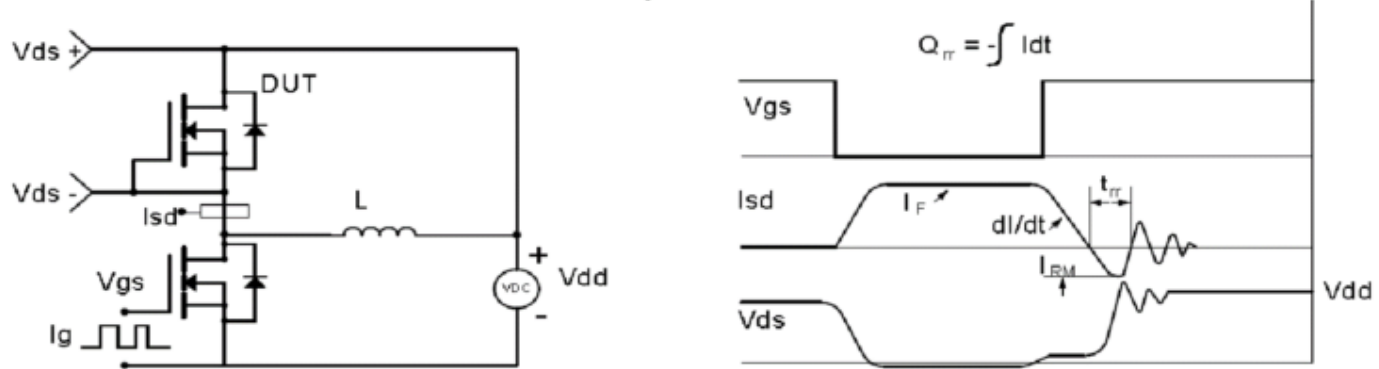 Vds +
DUT
Vds -
Isd
L
Vgs
Ig
+
VDC
-
Vdd
Qrr = -∫ Idt
Vgs
Isd
IF
dI/dt
trr
IRM
Vds
Vdd